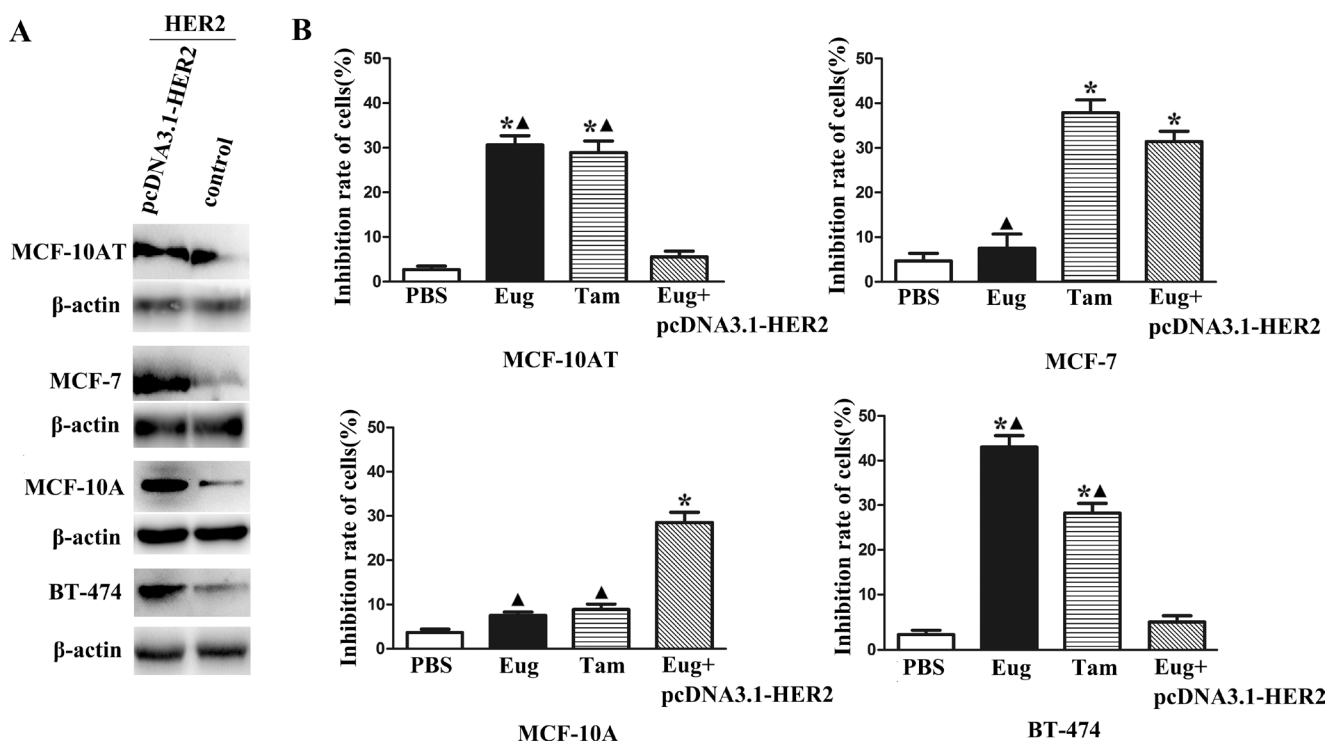 A
HER2
pcDNA3.1-HER2
control
MCF-10AT
β-actin
MCF-7
β-actin
MCF-10A
β-actin
BT-474
β-actin
B
Inhibition rate of cells(%)
50
40
30
20
10
0
*▲
*▲
PBS Eug Tam Eug+
pcDNA3.1-HER2
MCF-10AT
Inhibition rate of cells(%)
50
40
30
20
10
0
▲
*
*
PBS Eug Tam Eug+
pcDNA3.1-HER2
MCF-7
Inhibition rate of cells(%)
50
40
30
20
10
0
▲
▲
*
PBS Eug Tam Eug+
pcDNA3.1-HER2
MCF-10A
Inhibition rate of cells(%)
50
40
30
20
10
0
*▲
*▲
PBS Eug Tam Eug+
pcDNA3.1-HER2
BT-474